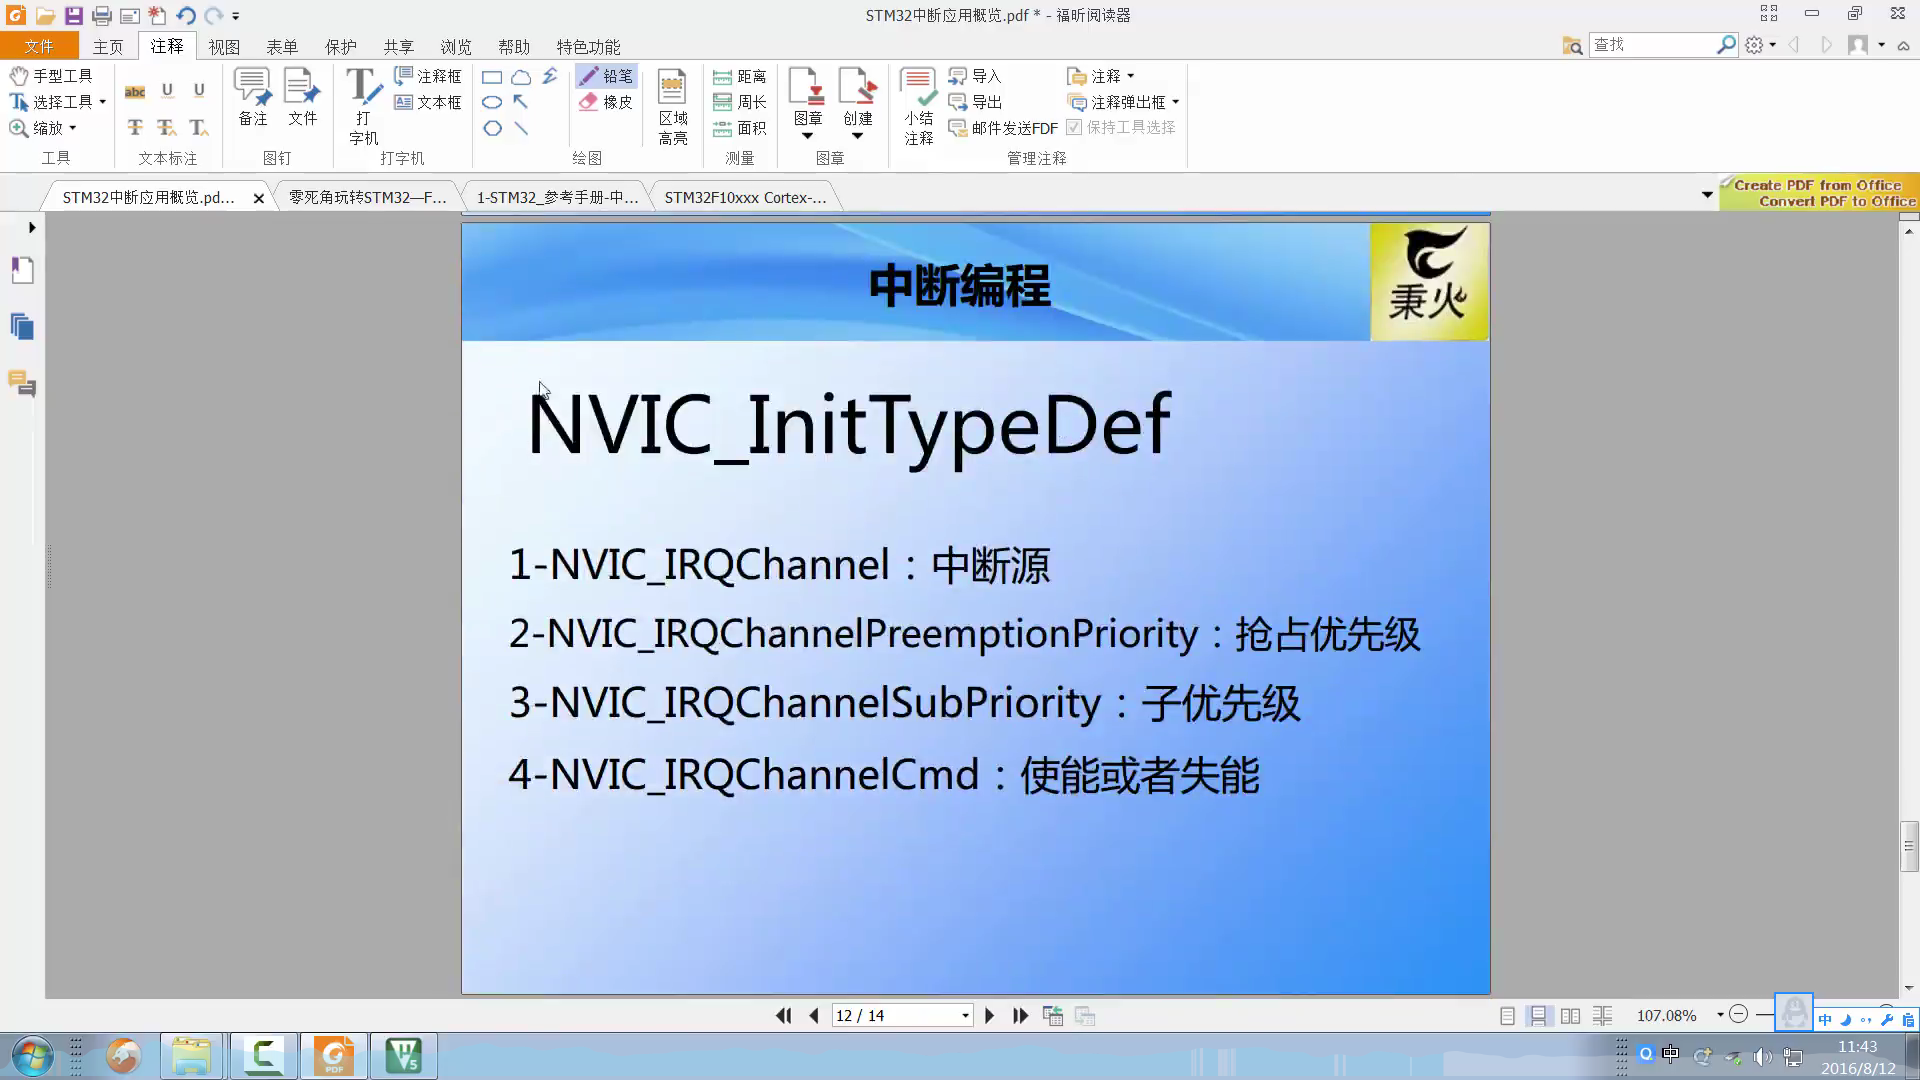 STM32中断应用概览.pdf * - 福昕阅读器
文件 主页 注释 视图 表单 保护 共享 浏览 帮助 特色功能
查找
手型工具
选择工具
缩放
工具
abc U U
T T T
文本标注
备注 文件
图钉
打字机
注释框
文本框
打字机
绘图
铅笔
橡皮
区域高亮
距离
周长
面积
测量
图章 创建
图章
小结注释
导入
导出
邮件发送FDF
注释
注释弹出框
保持工具选择
管理注释
STM32中断应用概览.pd...
零死角玩转STM32—F...
1-STM32_参考手册-中...
STM32F10xxx Cortex-...
Create PDF from Office
Convert PDF to Office
中断编程
秉火
NVIC_InitTypeDef
1-NVIC_IRQChannel：中断源
2-NVIC_IRQChannelPreemptionPriority：抢占优先级
3-NVIC_IRQChannelSubPriority：子优先级
4-NVIC_IRQChannelCmd：使能或者失能
12 / 14
107.08%
中
PDF
5
Q 中
11:43
2016/8/12